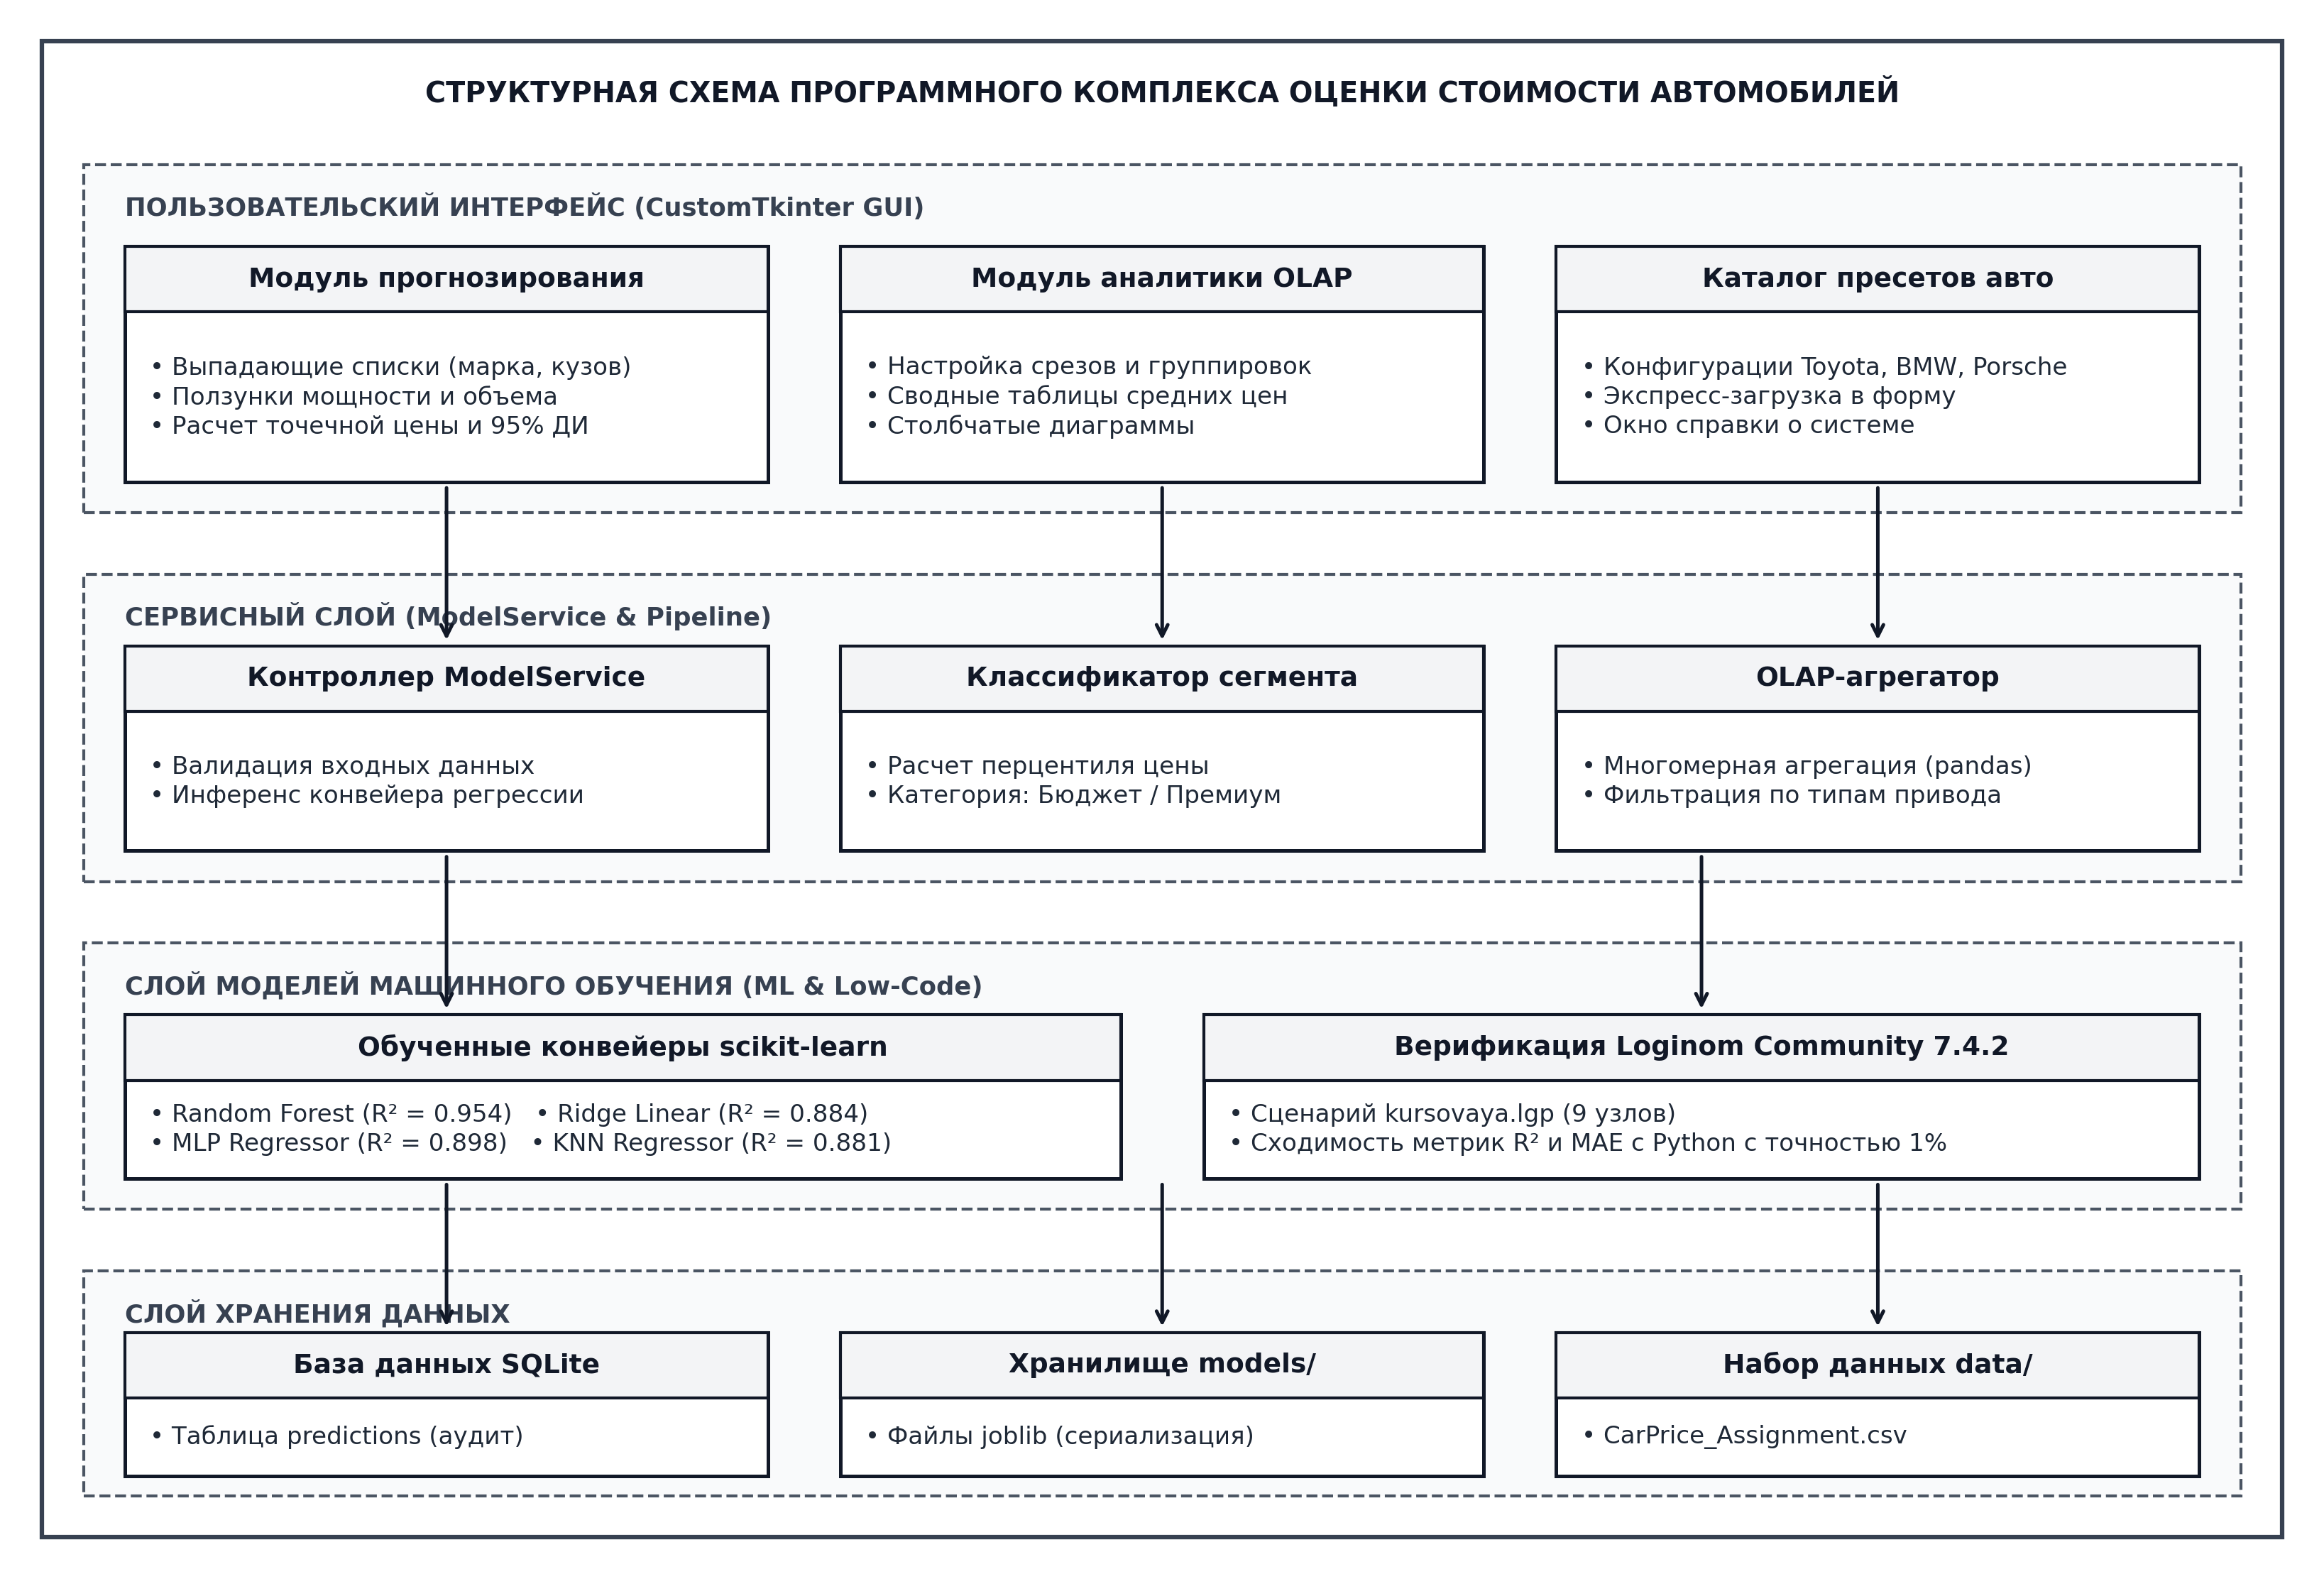 СТРУКТУРНАЯ СХЕМА ПРОГРАММНОГО КОМПЛЕКСА ОЦЕНКИ СТОИМОСТИ АВТОМОБИЛЕЙ
ПОЛЬЗОВАТЕЛЬСКИЙ ИНТЕРФЕЙС (CustomTkinter GUI)
Модуль прогнозирования
• Выпадающие списки (марка, кузов)
• Ползунки мощности и объема
• Расчет точечной цены и 95% ДИ
Модуль аналитики OLAP
• Настройка срезов и группировок
• Сводные таблицы средних цен
• Столбчатые диаграммы
Каталог пресетов авто
• Конфигурации Toyota, BMW, Porsche
• Экспресс-загрузка в форму
• Окно справки о системе
СЕРВИСНЫЙ СЛОЙ (ModelService & Pipeline)
Контроллер ModelService
• Валидация входных данных
• Инференс конвейера регрессии
Классификатор сегмента
• Расчет перцентиля цены
• Категория: Бюджет / Премиум
OLAP-агрегатор
• Многомерная агрегация (pandas)
• Фильтрация по типам привода
СЛОЙ МОДЕЛЕЙ МАШИННОГО ОБУЧЕНИЯ (ML & Low-Code)
Обученные конвейеры scikit-learn
• Random Forest (R² = 0.954) • Ridge Linear (R² = 0.884)
• MLP Regressor (R² = 0.898) • KNN Regressor (R² = 0.881)
Верификация Loginom Community 7.4.2
• Сценарий kursovaya.lgp (9 узлов)
• Сходимость метрик R² и MAE с Python с точностью 1%
СЛОЙ ХРАНЕНИЯ ДАННЫХ
База данных SQLite
• Таблица predictions (аудит)
Хранилище models/
• Файлы joblib (сериализация)
Набор данных data/
• CarPrice_Assignment.csv